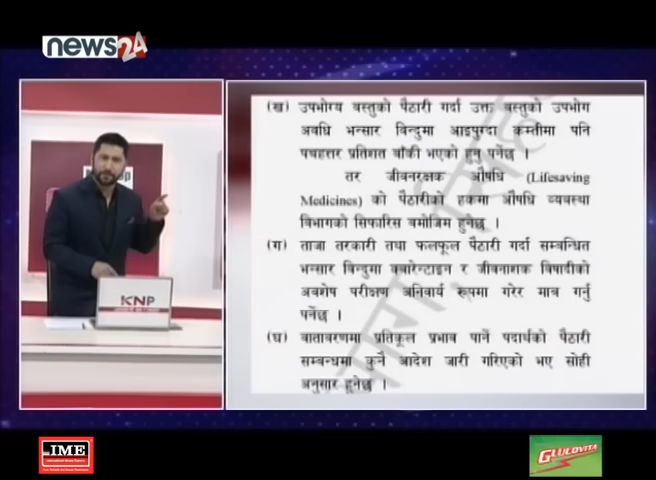 news24
(ख) उपभोग्य वस्तुको पैठारी गर्दा उक्त वस्तुको उपभोग
अवधि भन्सार विन्दुमा आइपुग्दा कम्तीमा पनि
पचहत्तर प्रतिशत बाँकी भएको हुनु पर्नेछ ।
तर जीवनरक्षक औषधि (Lifesaving
Medicines) को पैठारीको हकमा औषधि व्यवस्था
विभागको सिफारिस बमोजिम हुनेछ ।
(ग) ताजा तरकारी तथा फलफूल पैठारी गर्दा सम्बन्धित
भन्सार विन्दुमा क्वारेन्टाइन र जीवनाशक विषादीको
अवशेष परीक्षण अनिवार्य रूपमा गरेर मात्र गर्नु
पर्नेछ ।
(घ) वातावरणमा प्रतिकूल प्रभाव पार्ने पदार्थको पैठारी
सम्बन्धमा कुनै आदेश जारी गरिएको भए सोही
अनुसार हुनेछ ।
KNP
IME
GLUCOVITA